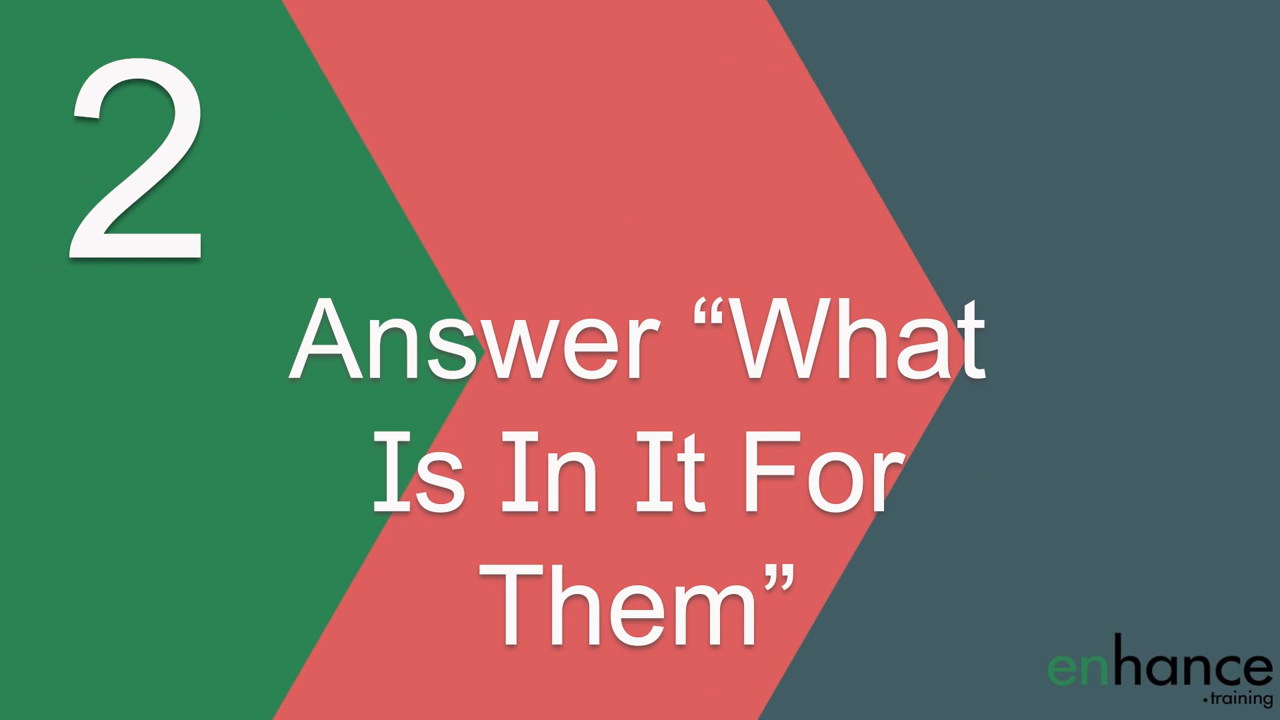 2
Answer “What
Is In It For
Them”
enhance
•training